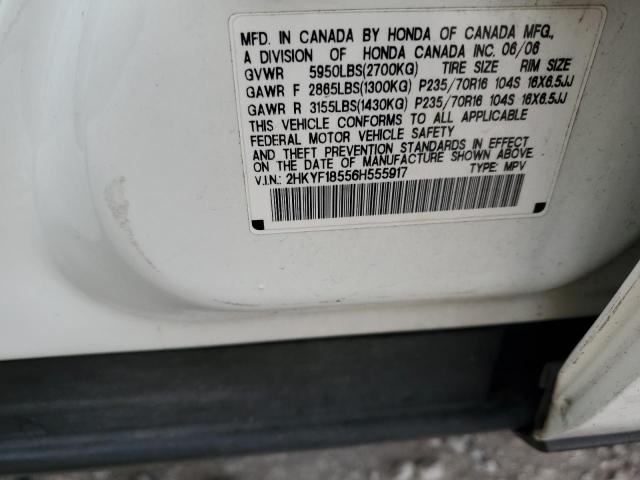 MFD. IN CANADA BY HONDA OF CANADA MFG.,
A DIVISION OF HONDA CANADA INC. 06/06
GVWR 5950LBS(2700KG) TIRE SIZE RIM SIZE
GAWR F 2865LBS(1300KG) P235/70R16 104S 16X6.5JJ
GAWR R 3155LBS(1430KG) P235/70R16 104S 16X6.5JJ
THIS VEHICLE CONFORMS TO ALL APPLICABLE
FEDERAL MOTOR VEHICLE SAFETY
AND THEFT PREVENTION STANDARDS IN EFFECT
ON THE DATE OF MANUFACTURE SHOWN ABOVE.
V.I.N.: 2HKYF18556H555917 TYPE: MPV